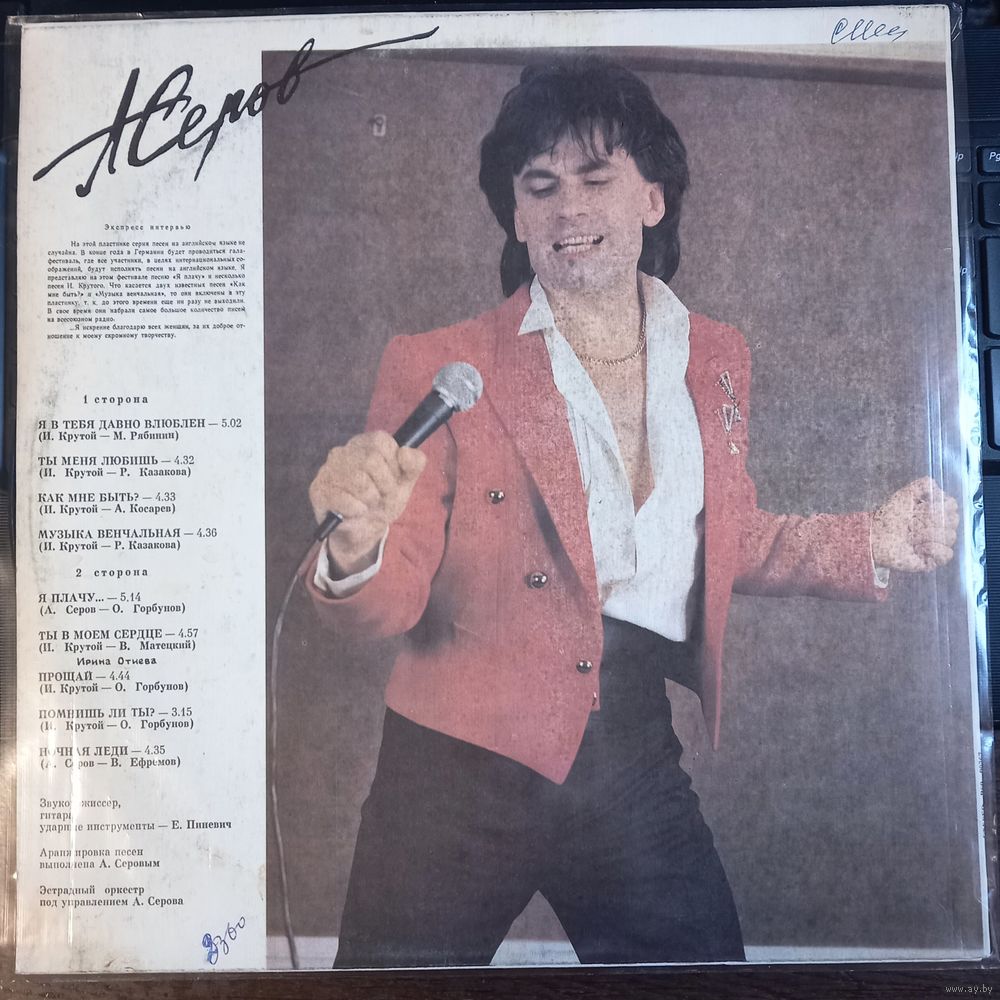 А Серов
Экспресс интервью
На этой пластинке серия песен на английском языке не
случайна. В конце года в Германии будет проводиться гала-
фестиваль, где все участники, в целях интернациональных со-
ображений, будут исполнять песни на английском языке. Я
представляю на этом фестивале песню «Я плачу» и несколько
песен И. Крутого. Что касается двух известных песен «Как
мне быть?» и «Музыка венчальная», то они включены в эту
пластинку, т. к. до этого времени еще ни разу не выходили.
В свое время они набрали самое большое количество писем
на всесоюзном радио.
...Я искренне благодарю всех женщин, за их доброе от-
ношение к моему скромному творчеству.
1 сторона
Я В ТЕБЯ ДАВНО ВЛЮБЛЕН — 5.02
(И. Крутой — М. Рябинин)
ТЫ МЕНЯ ЛЮБИШЬ — 4.32
(И. Крутой — Р. Казакова)
КАК МНЕ БЫТЬ? — 4.33
(И. Крутой — А. Косарев)
МУЗЫКА ВЕНЧАЛЬНАЯ — 4.36
(И. Крутой — Р. Казакова)
2 сторона
Я ПЛАЧУ... — 5.14
(А. Серов — О. Горбунов)
ТЫ В МОЕМ СЕРДЦЕ — 4.57
(И. Крутой — В. Матецкий)
Ирина Отиева
ПРОЩАЙ — 4.44
(И. Крутой — О. Горбунов)
ПОМНИШЬ ЛИ ТЫ? — 3.15
(И. Крутой — О. Горбунов)
НОЧНАЯ ЛЕДИ — 4.35
(А. Серов — В. Ефремов)
Звукорежиссер,
гитара,
ударные инструменты — Е. Пиневич
Аранжировка песен
выполнена А. Серовым
Эстрадный оркестр
под управлением А. Серова
www.ay.by